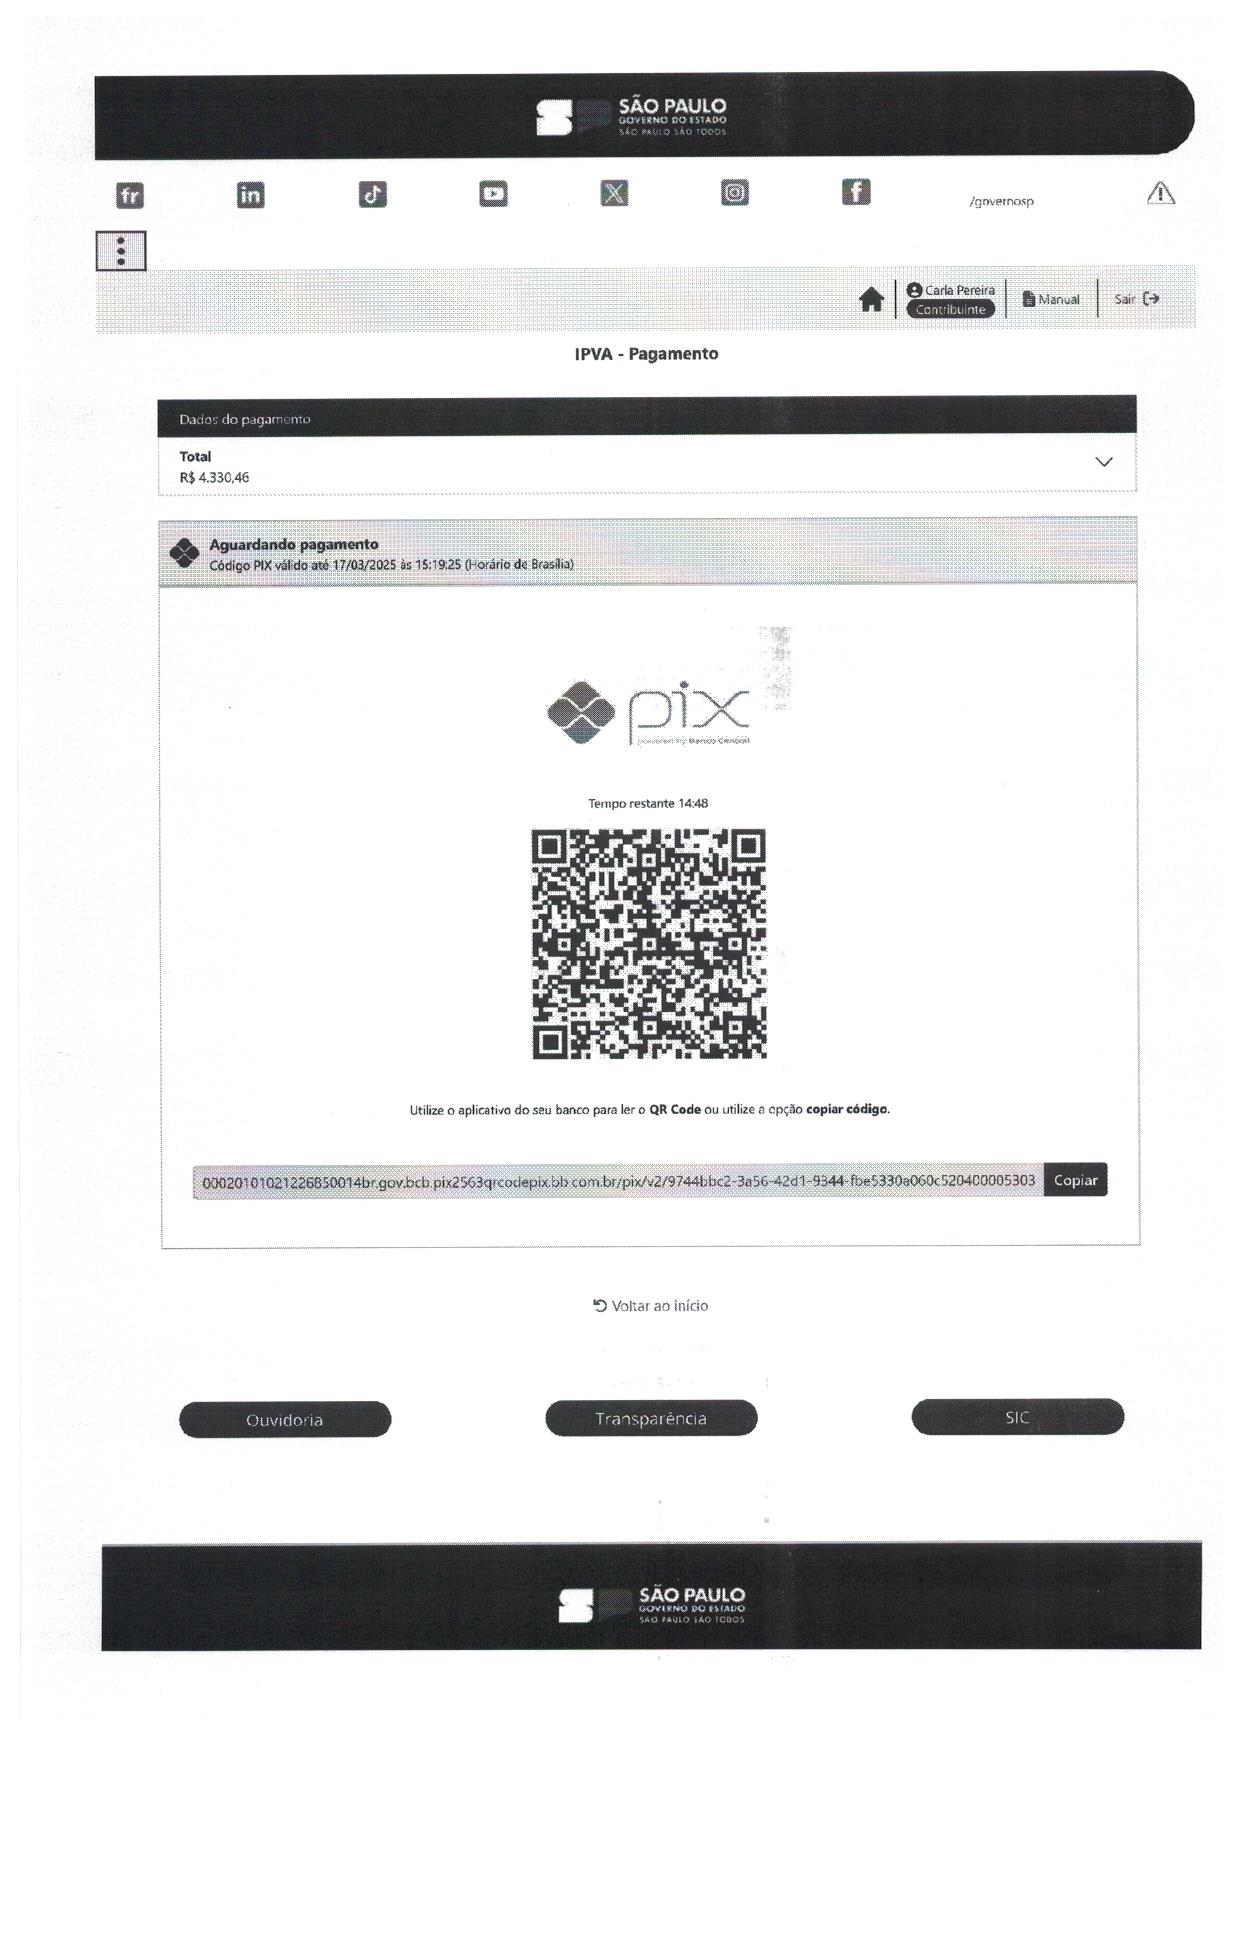 SÃO PAULO
GOVERNO DO ESTADO
SÃO PAULO SÃO TODOS
/governosp
Carla Pereira
Contribuinte
Manual
Sair
IPVA - Pagamento
Dados do pagamento
Total
R$ 4.330,46
Aguardando pagamento
Código PIX válido até 17/03/2025 às 15:19:25 (Horário de Brasília)
pix
powered by Banco Central
Tempo restante 14:48
Utilize o aplicativo do seu banco para ler o QR Code ou utilize a opção copiar código.
00020101021226850014br.gov.bcb.pix2563qrcodepix.bb.com.br/pix/v2/9744bbc2-3a56-42d1-9344-fbe5330a060c520400005303
Copiar
Voltar ao início
Ouvidoria
Transparência
SIC
SÃO PAULO
GOVERNO DO ESTADO
SÃO PAULO SÃO TODOS